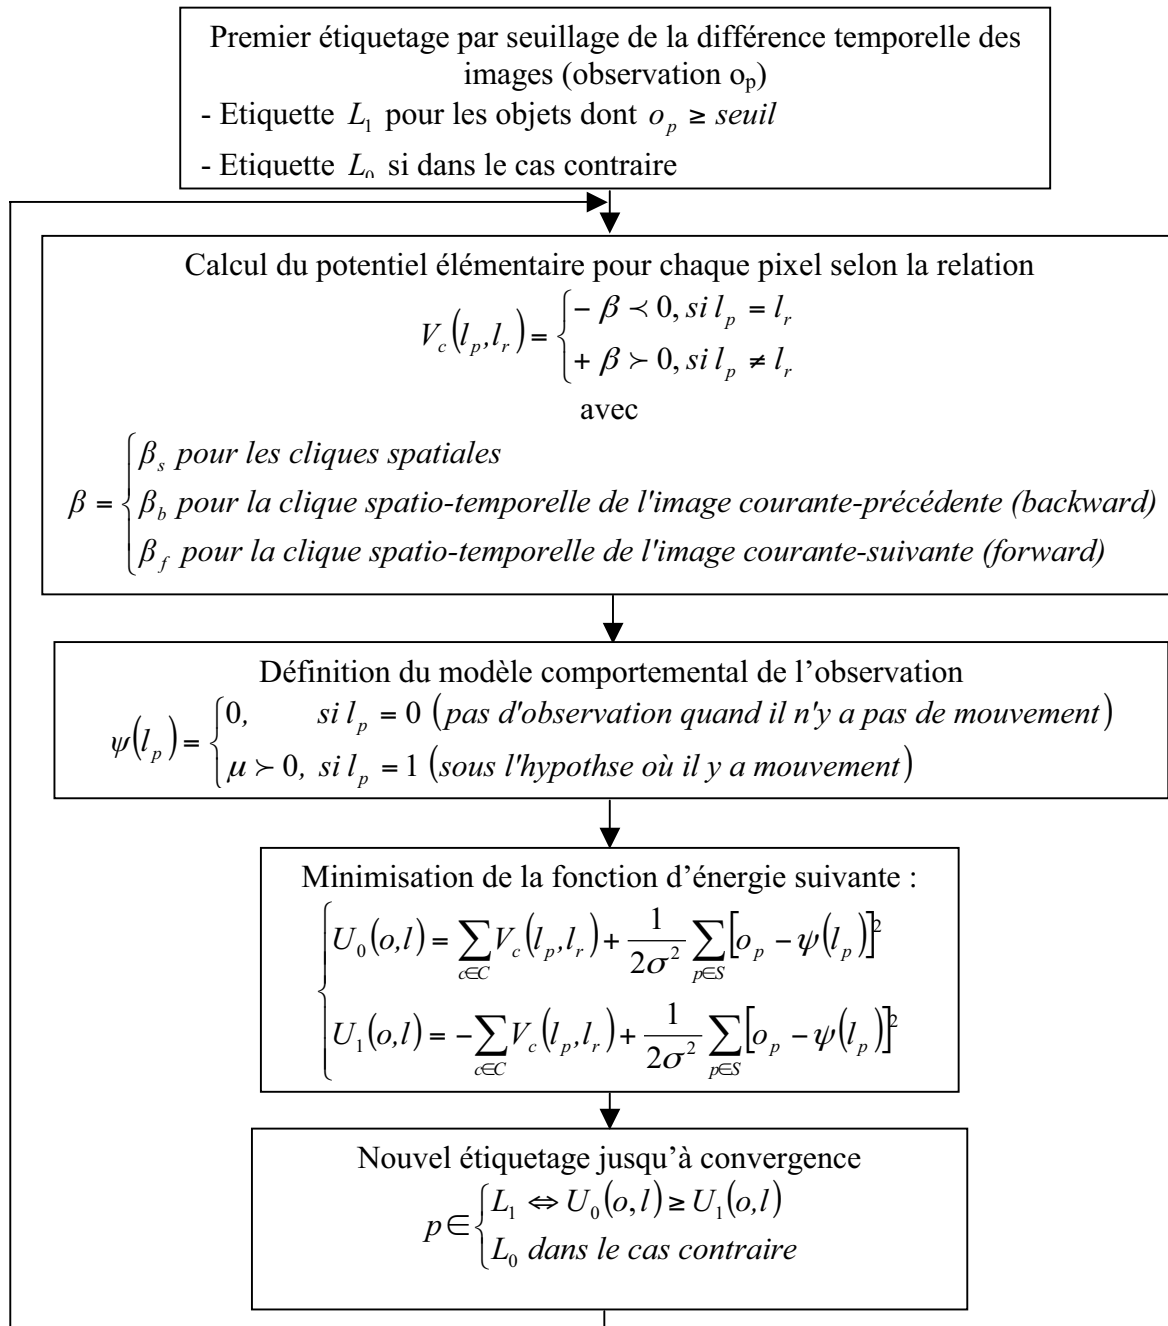 Premier étiquetage par seuillage de la différence temporelle des
images (observation oₚ)
- Etiquette L₁ pour les objets dont o_p ≥ seuil
- Etiquette L₀ si dans le cas contraire
Calcul du potentiel élémentaire pour chaque pixel selon la relation
V_c(l_p,l_r) = { - β ≺ 0, si l_p = l_r
+ β ≻ 0, si l_p ≠ l_r
avec
β = { β_s pour les cliques spatiales
β_b pour la clique spatio-temporelle de l'image courante-précédente (backward)
β_f pour la clique spatio-temporelle de l'image courante-suivante (forward)
Définition du modèle comportemental de l’observation
ψ(l_p) = { 0, si l_p = 0 (pas d'observation quand il n'y a pas de mouvement)
μ ≻ 0, si l_p = 1 (sous l'hypothse où il y a mouvement)
Minimisation de la fonction d’énergie suivante :
{ U_0(o,l) = ∑_{c∈C} V_c(l_p,l_r) + 1/(2σ²) ∑_{p∈S} [o_p − ψ(l_p)]²
U_1(o,l) = −∑_{c∈C} V_c(l_p,l_r) + 1/(2σ²) ∑_{p∈S} [o_p − ψ(l_p)]²
Nouvel étiquetage jusqu’à convergence
p ∈ { L_1 ⇔ U_0(o,l) ≥ U_1(o,l)
L_0 dans le cas contraire